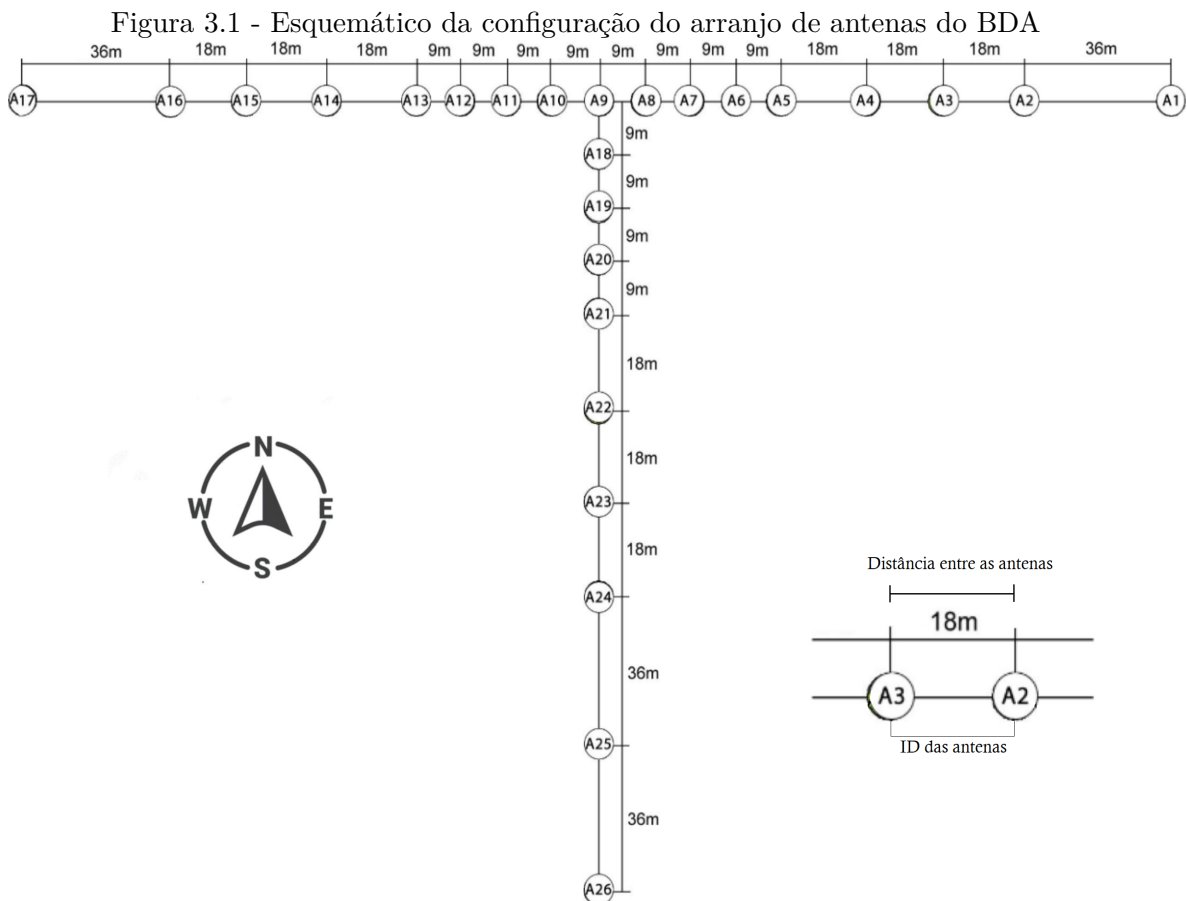 Figura 3.1 - Esquemático da configuração do arranjo de antenas do BDA
36m 18m 18m 18m 9m 9m 9m 9m 9m 9m 9m 9m 18m 18m 18m 36m
A17 A16 A15 A14 A13 A12 A11 A10 A9 A8 A7 A6 A5 A4 A3 A2 A1
9m
A18
9m
A19
9m
A20
9m
A21
18m
A22
18m
A23
18m
A24
36m
A25
36m
A26
N
W E
S
Distância entre as antenas
18m
A3 A2
ID das antenas